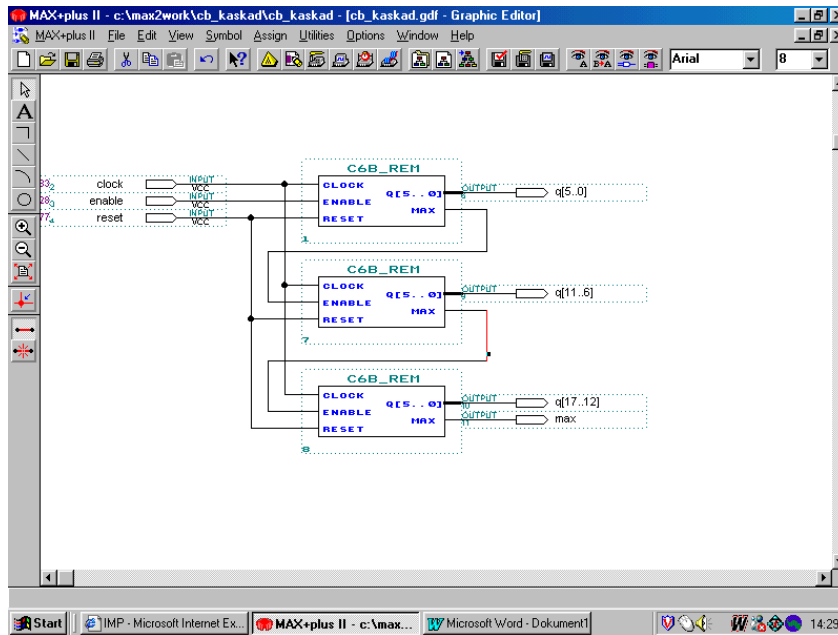 MAX+plus II - c:\max2work\cb_kaskad\cb_kaskad - [cb_kaskad.gdf - Graphic Editor]
MAX+plus II File Edit View Symbol Assign Utilities Options Window Help
Arial 8
clock INPUT VCC
enable INPUT VCC
reset INPUT VCC
C6B_REM
CLOCK
ENABLE
RESET
Q[5..0]
MAX
1
OUTPUT q[5..0]
C6B_REM
CLOCK
ENABLE
RESET
Q[5..0]
MAX
7
OUTPUT q[11..6]
9
C6B_REM
CLOCK
ENABLE
RESET
Q[5..0]
MAX
8
OUTPUT q[17..12]
10
OUTPUT max
11
Start IMP - Microsoft Internet Ex... MAX+plus II - c:\max... Microsoft Word - Dokument1